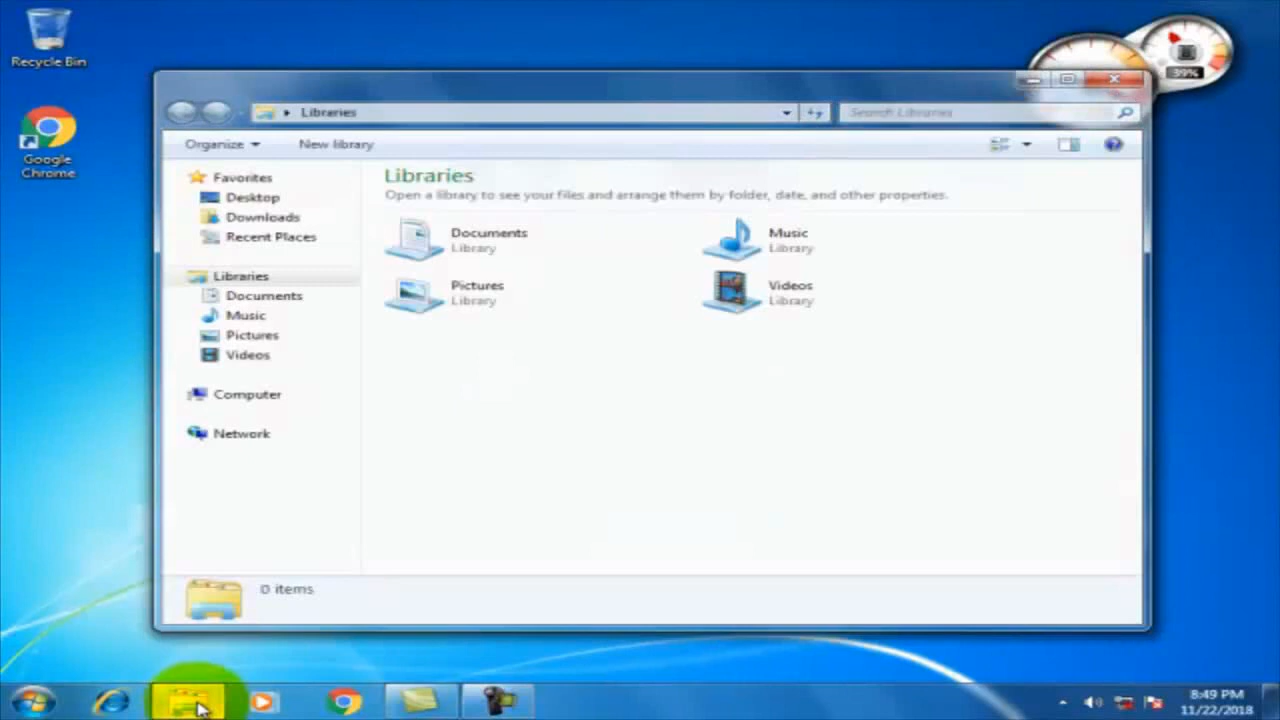 Recycle Bin
Google
Chrome
39%
Libraries
Search Libraries
Organize
New library
Favorites
Desktop
Downloads
Recent Places
Libraries
Documents
Music
Pictures
Videos
Computer
Network
Libraries
Open a library to see your files and arrange them by folder, date, and other properties.
Documents
Library
Music
Library
Pictures
Library
Videos
Library
0 items
8:49 PM
11/22/2018